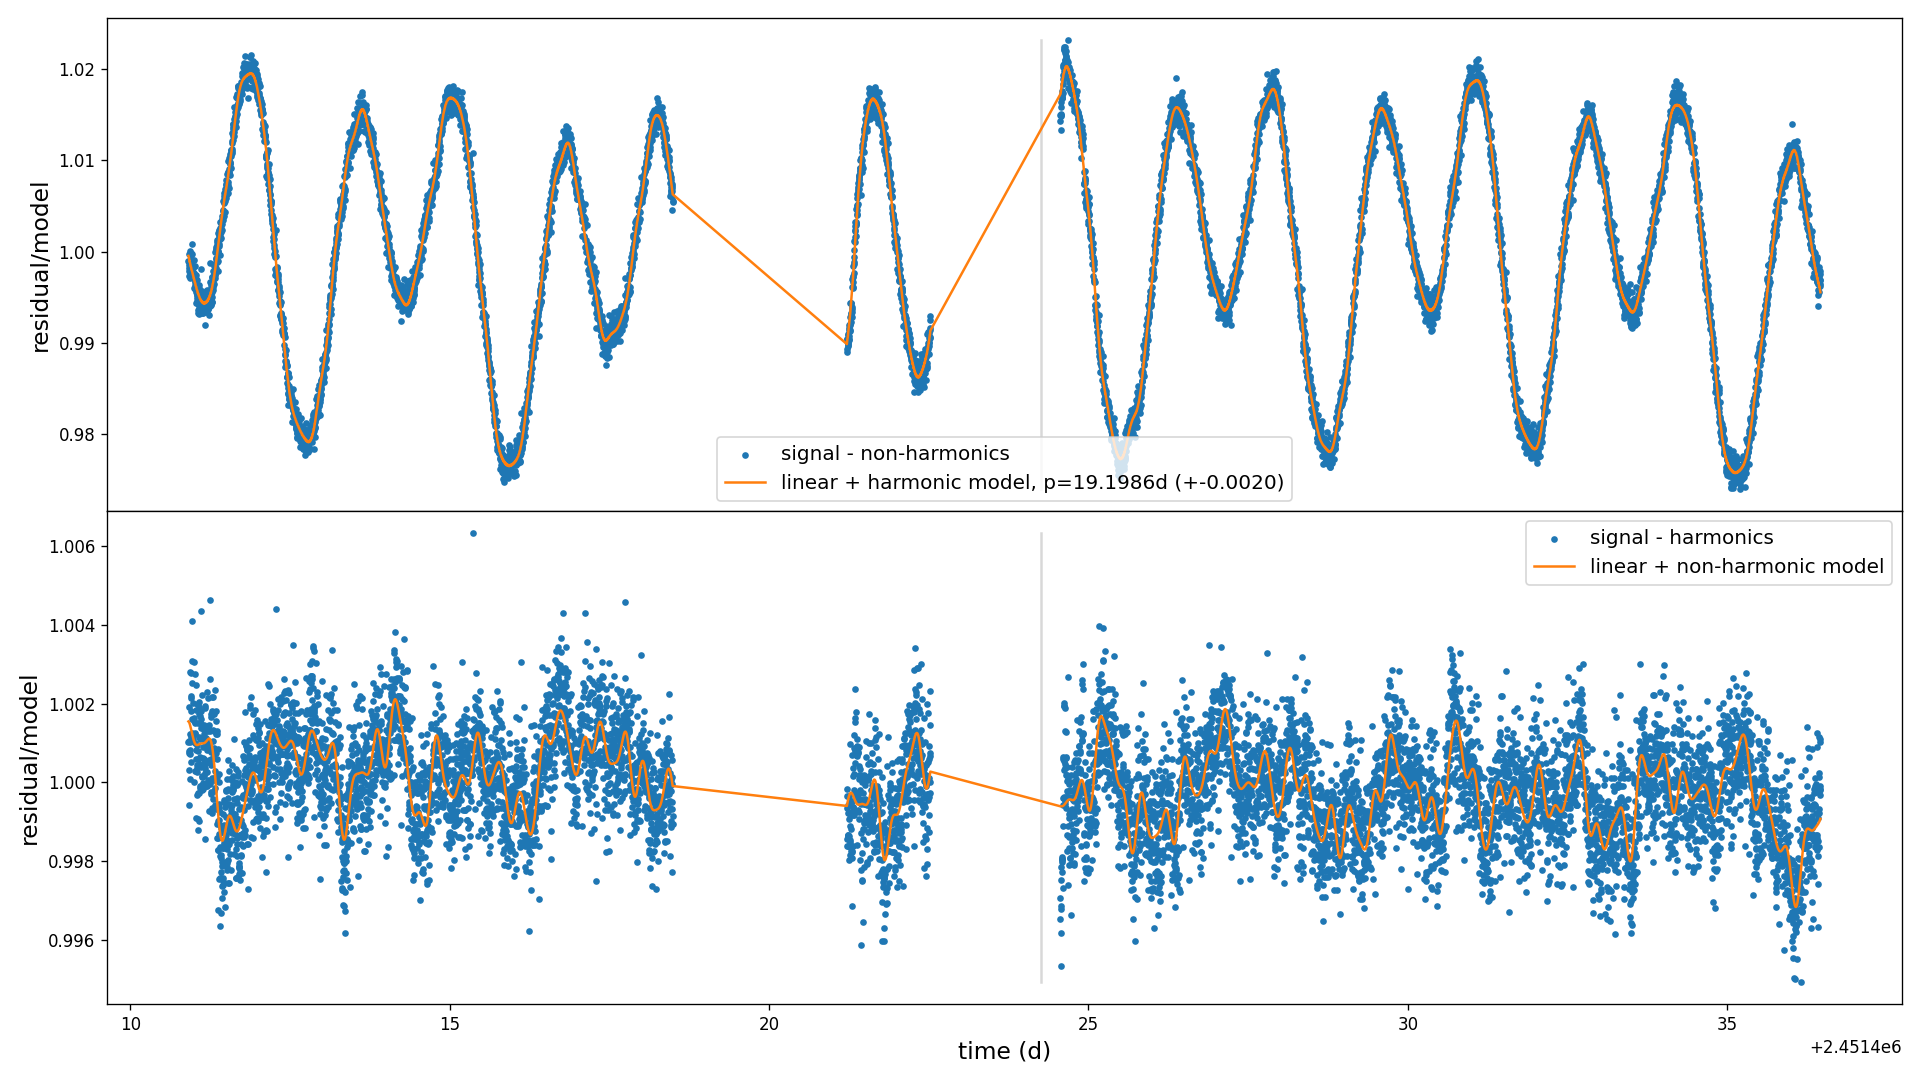 1.02
1.01
1.00
0.99
0.98
residual/model
signal - non-harmonics
linear + harmonic model, p=19.1986d (+-0.0020)
1.006
1.004
1.002
1.000
0.998
0.996
residual/model
signal - harmonics
linear + non-harmonic model
10
15
20
25
30
35
time (d)
+2.4514e6